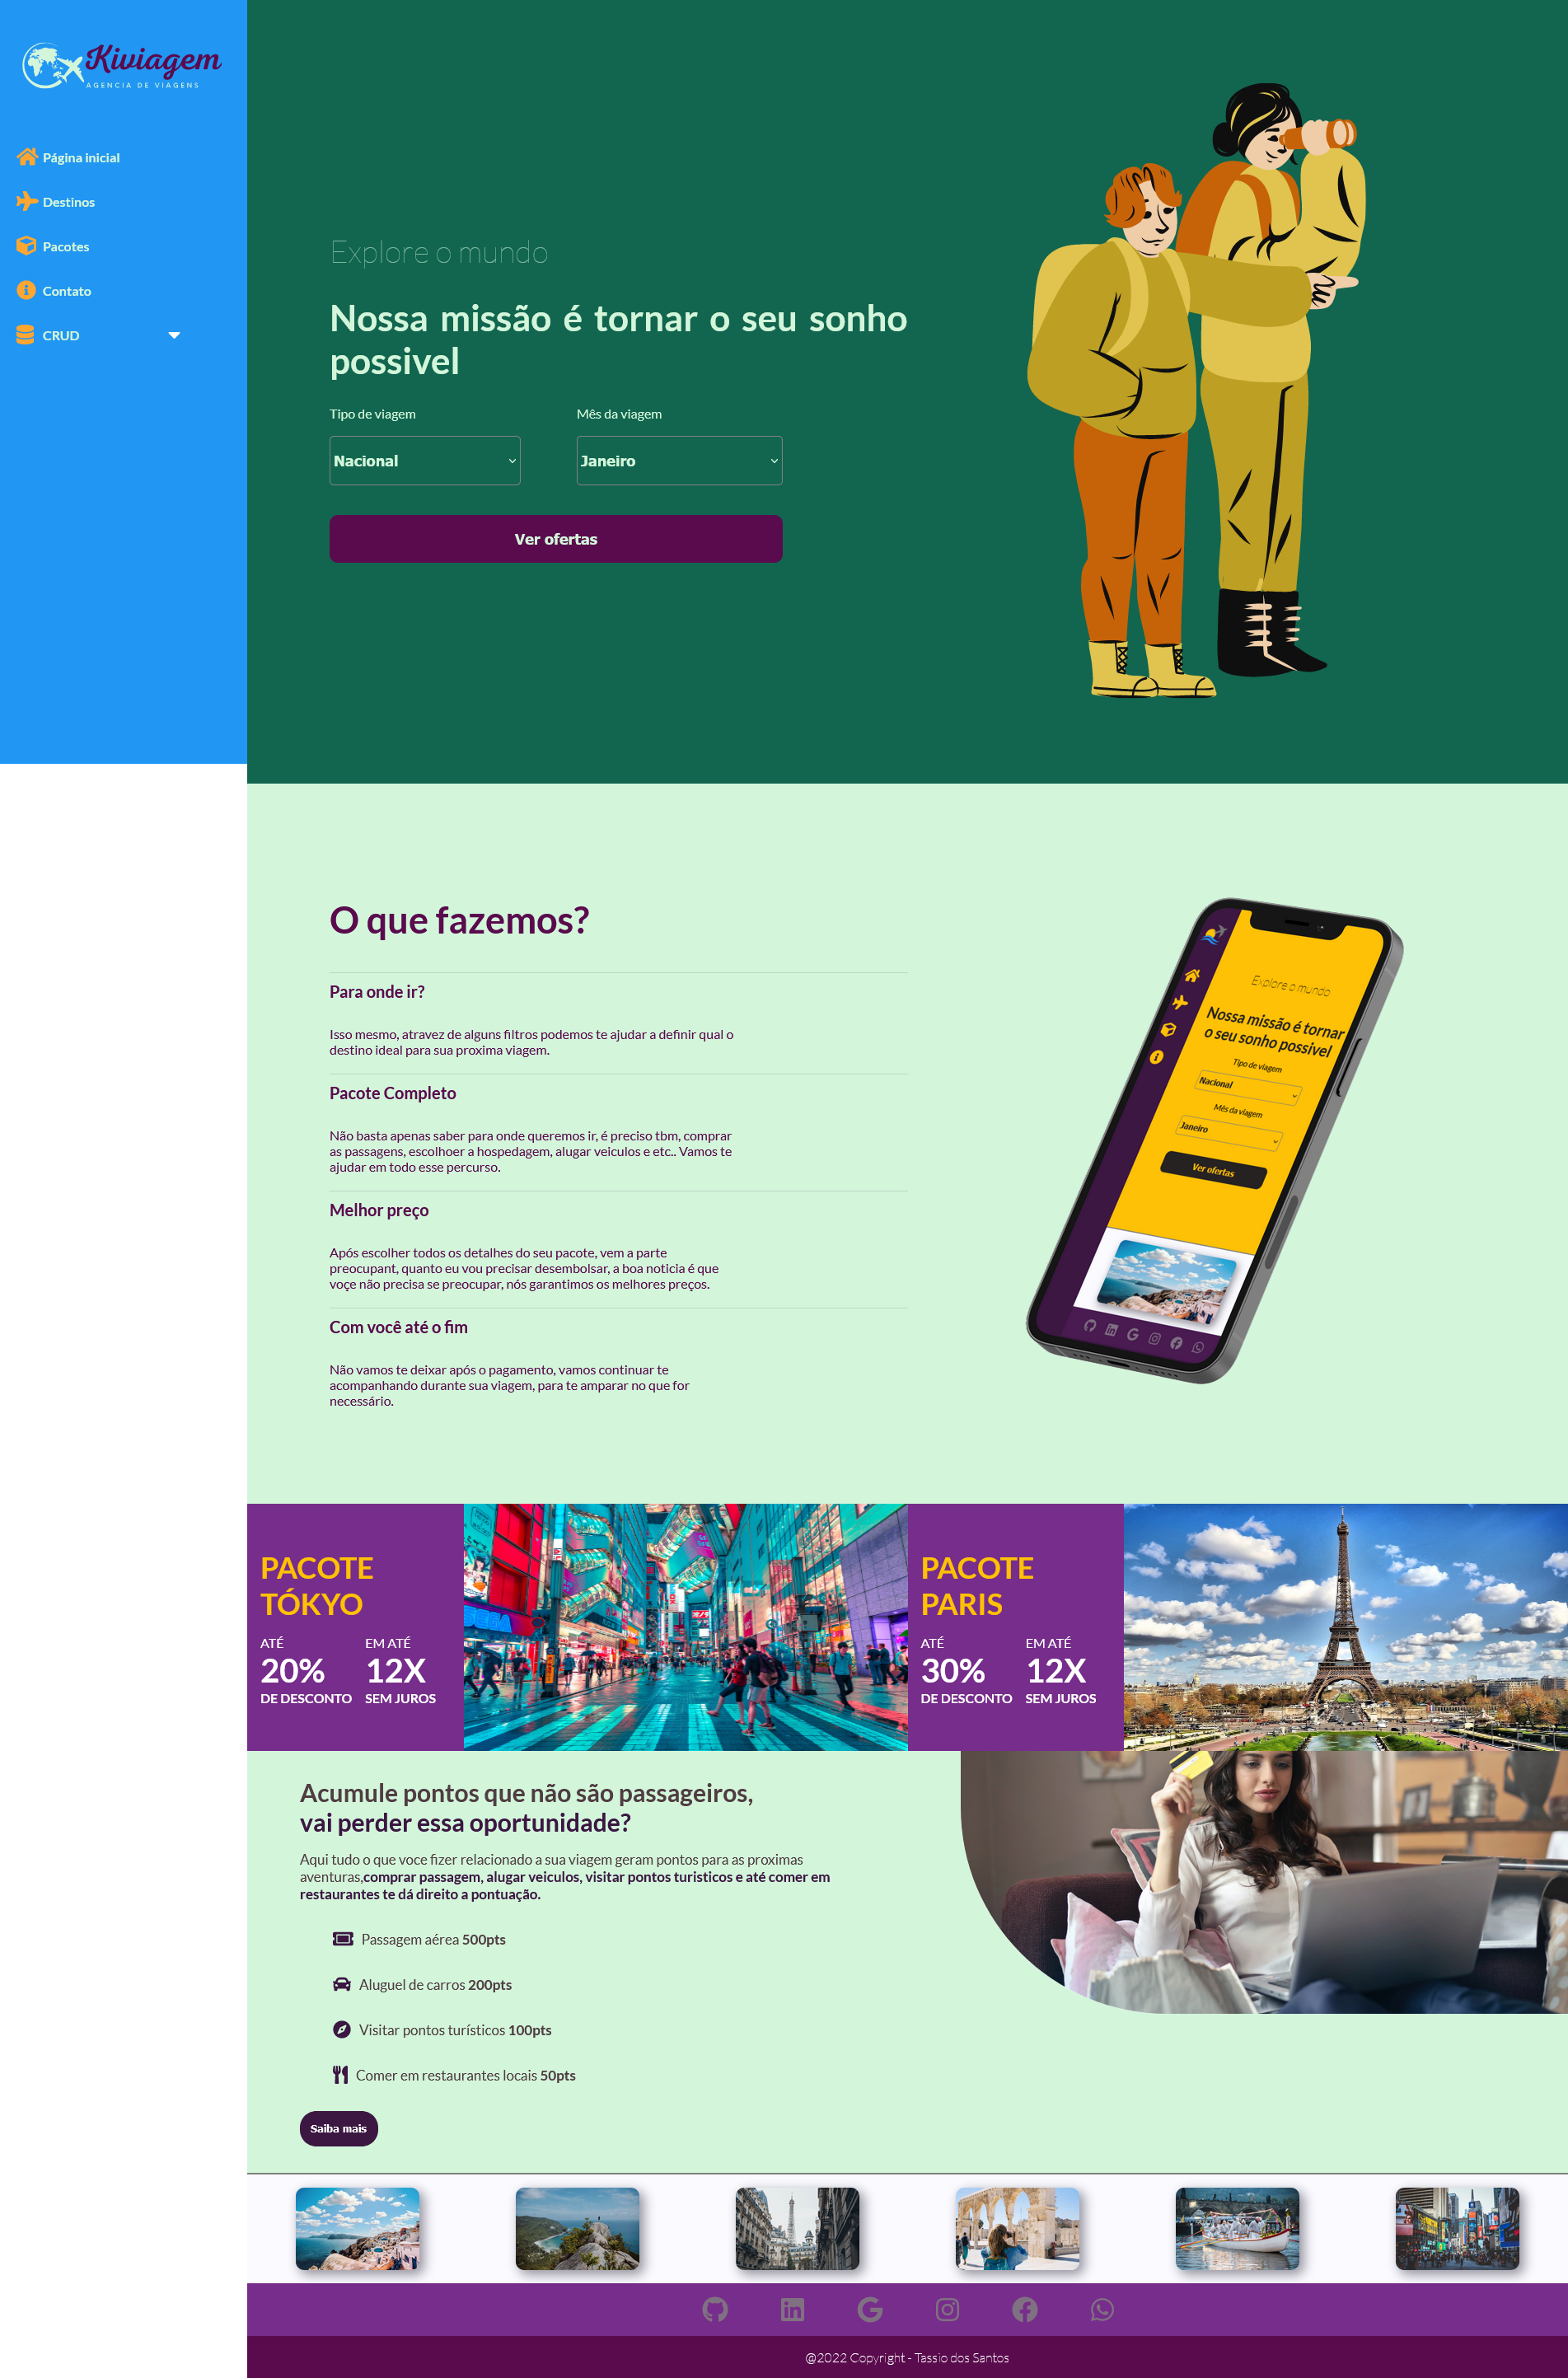 Kiviagem
AGENCIA DE VIAGENS
Página inicial
Destinos
Pacotes
Contato
CRUD
Explore o mundo
Nossa missão é tornar o seu sonho
possivel
Tipo de viagem
Mês da viagem
Nacional
Janeiro
Ver ofertas
O que fazemos?
Para onde ir?
Isso mesmo, atravez de alguns filtros podemos te ajudar a definir qual o
destino ideal para sua proxima viagem.
Pacote Completo
Não basta apenas saber para onde queremos ir, é preciso tbm, comprar
as passagens, escolhoer a hospedagem, alugar veiculos e etc.. Vamos te
ajudar em todo esse percurso.
Melhor preço
Após escolher todos os detalhes do seu pacote, vem a parte
preocupant, quanto eu vou precisar desembolsar, a boa noticia é que
voçe não precisa se preocupar, nós garantimos os melhores preços.
Com você até o fim
Não vamos te deixar após o pagamento, vamos continuar te
acompanhando durante sua viagem, para te amparar no que for
necessário.
Explore o mundo
Nossa missão é tornar
o seu sonho possivel
Tipo de viagem
Nacional
Mês da viagem
Janeiro
Ver ofertas
PACOTE
TÓKYO
ATÉ
20%
DE DESCONTO
EM ATÉ
12X
SEM JUROS
PACOTE
PARIS
ATÉ
30%
DE DESCONTO
EM ATÉ
12X
SEM JUROS
Acumule pontos que não são passageiros,
vai perder essa oportunidade?
Aqui tudo o que voce fizer relacionado a sua viagem geram pontos para as proximas
aventuras,comprar passagem, alugar veiculos, visitar pontos turisticos e até comer em
restaurantes te dá direito a pontuação.
Passagem aérea 500pts
Aluguel de carros 200pts
Visitar pontos turísticos 100pts
Comer em restaurantes locais 50pts
Saiba mais
@2022 Copyright - Tassio dos Santos